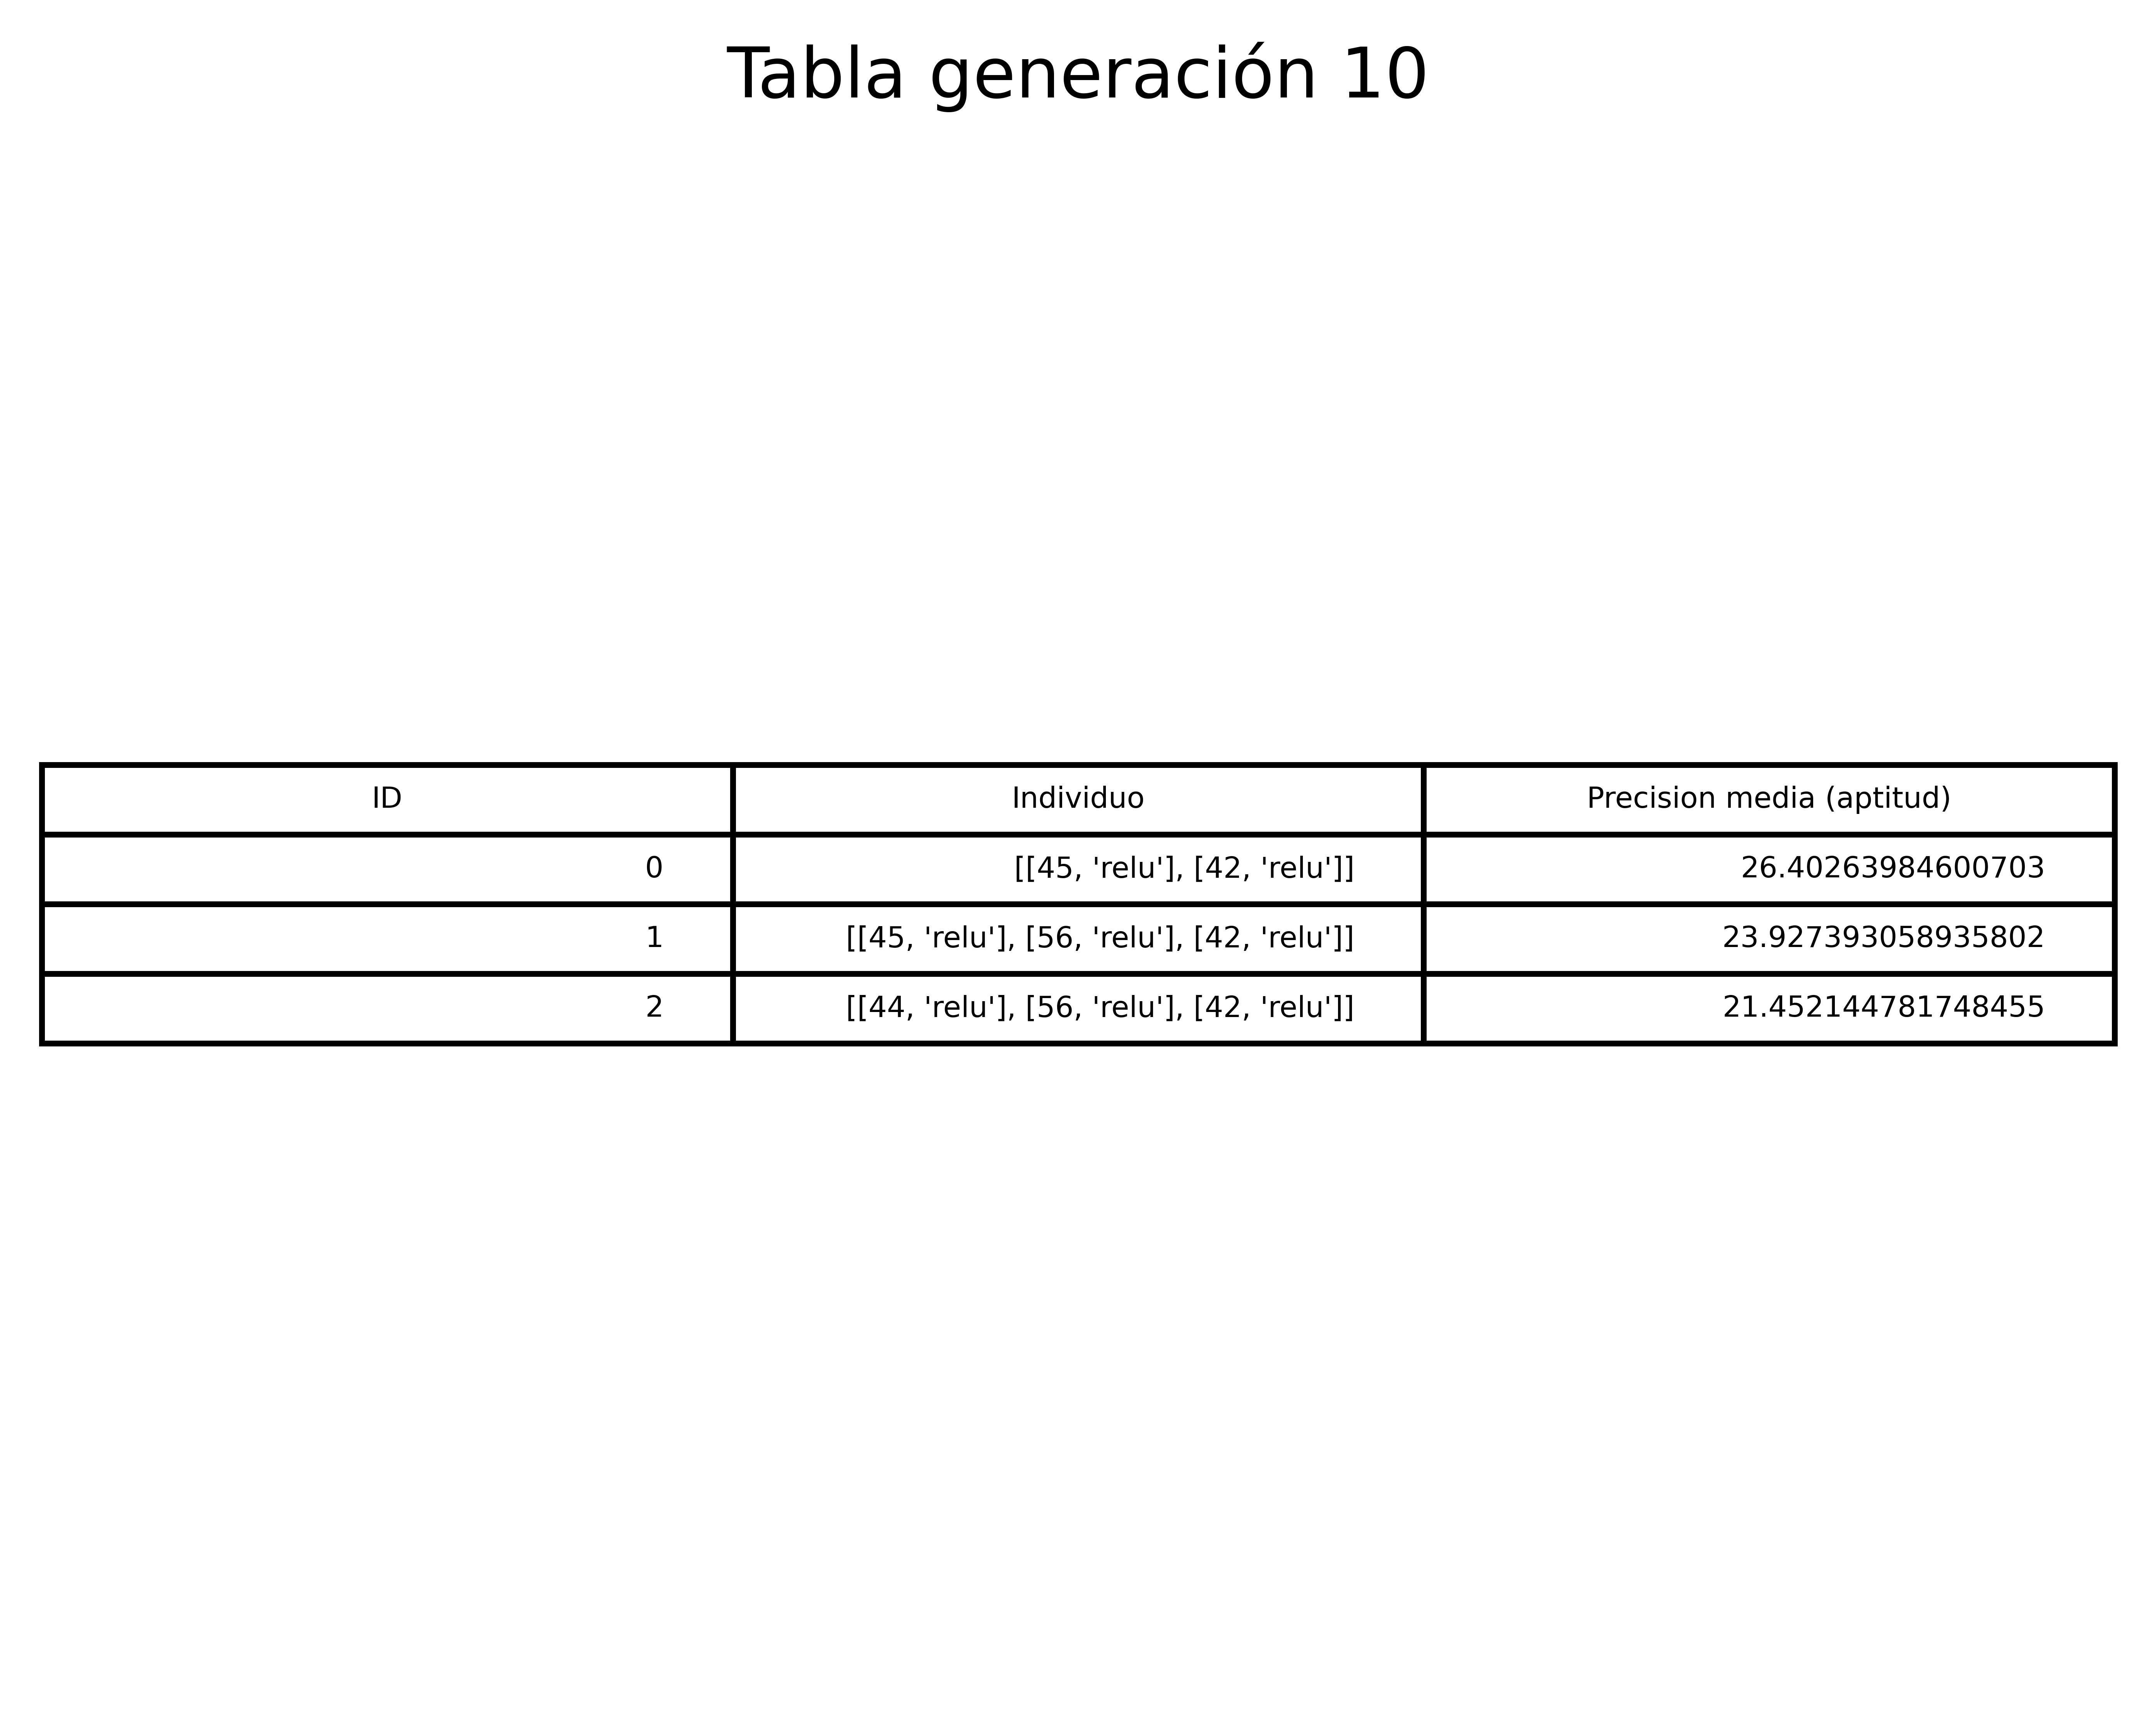 Tabla generación 10
ID Individuo Precision media (aptitud)
0 [[45, 'relu'], [42, 'relu']] 26.40263984600703
1 [[45, 'relu'], [56, 'relu'], [42, 'relu']] 23.927393058935802
2 [[44, 'relu'], [56, 'relu'], [42, 'relu']] 21.452144781748455